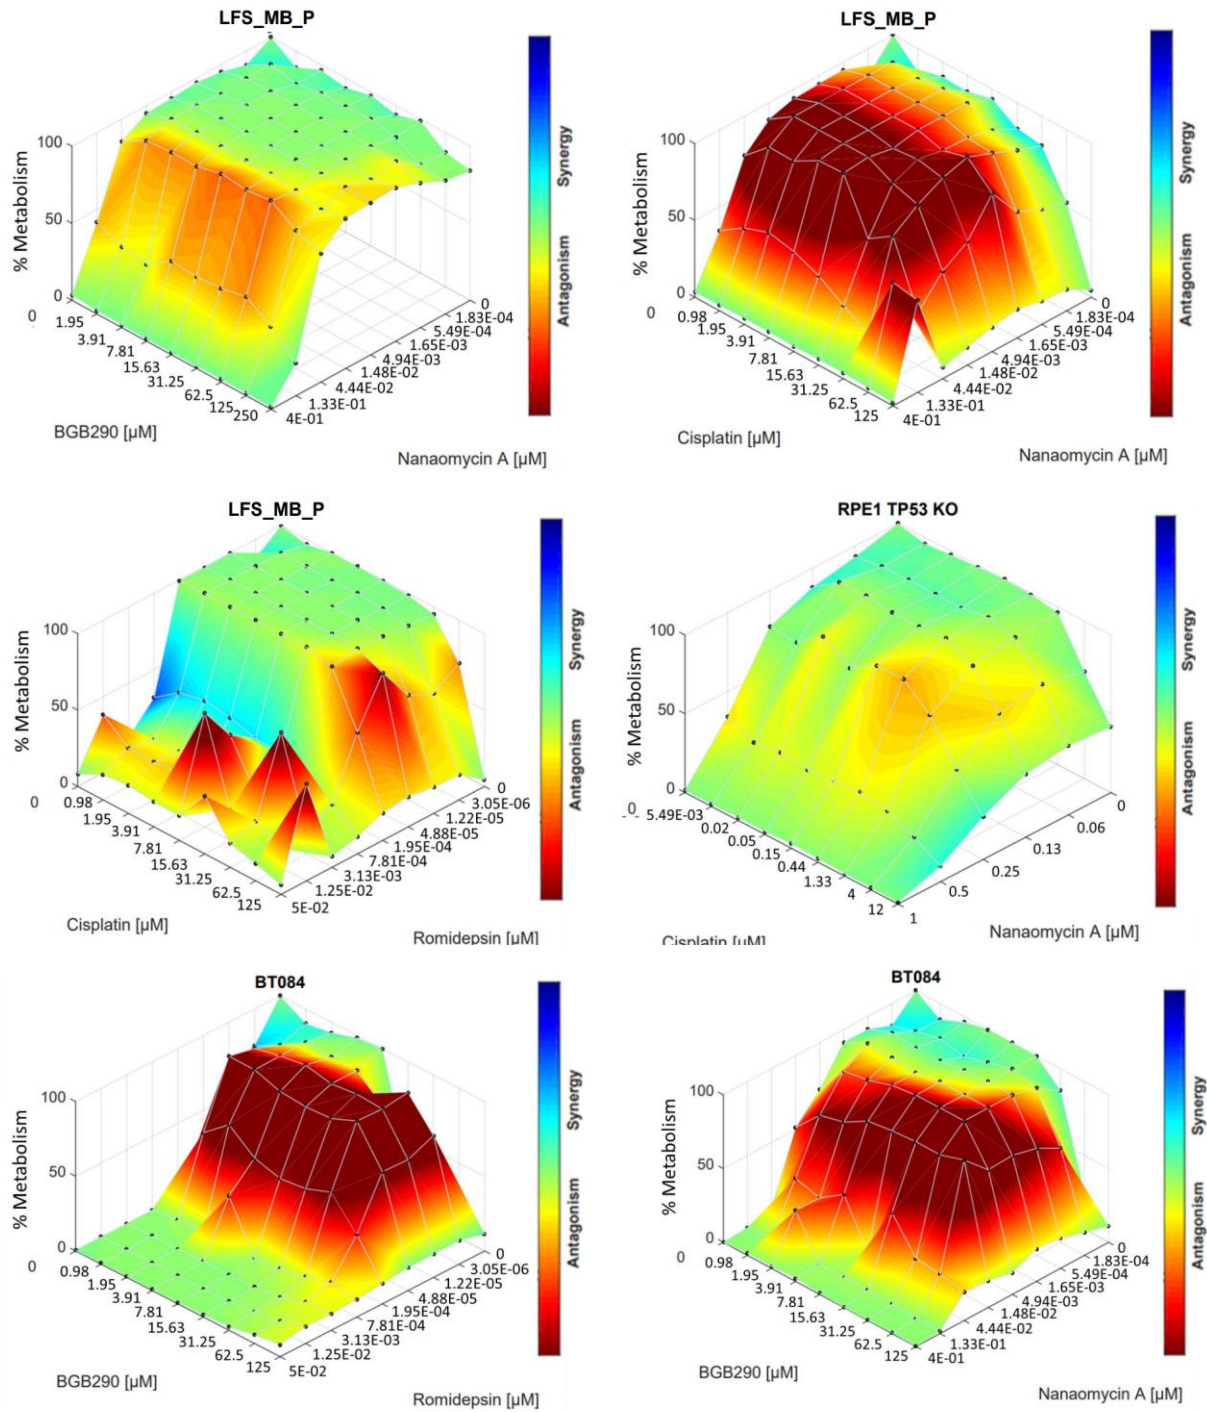 LFS_MB_P
100
50
0
% Metabolism
0
1.95
3.91
7.81
15.63
31.25
62.5
125
250
BGB290 [µM]
4E-01
1.33E-01
4.44E-02
1.48E-02
4.94E-03
1.65E-03
5.49E-04
1.83E-04
0
Nanaomycin A [µM]
Synergy
Antagonism
LFS_MB_P
100
50
0
% Metabolism
0
0.98
1.95
3.91
7.81
15.63
31.25
62.5
125
Cisplatin [µM]
4E-01
1.33E-01
4.44E-02
1.48E-02
4.94E-03
1.65E-03
5.49E-04
1.83E-04
0
Nanaomycin A [µM]
Synergy
Antagonism
LFS_MB_P
100
50
0
% Metabolism
0
0.98
1.95
3.91
7.81
15.63
31.25
62.5
125
Cisplatin [µM]
5E-02
1.25E-02
3.13E-03
7.81E-04
1.95E-04
4.88E-05
1.22E-05
3.05E-06
0
Romidepsin [µM]
Synergy
Antagonism
RPE1 TP53 KO
100
50
0
% Metabolism
0
5.49E-03
0.02
0.05
0.15
0.44
1.33
4
12
Cisplatin [µM]
1
0.5
0.25
0.13
0.06
0
Nanaomycin A [µM]
Synergy
Antagonism
BT084
100
50
0
% Metabolism
0
0.98
1.95
3.91
7.81
15.63
31.25
62.5
125
BGB290 [µM]
5E-02
1.25E-02
3.13E-03
7.81E-04
1.95E-04
4.88E-05
1.22E-05
3.05E-06
0
Romidepsin [µM]
Synergy
Antagonism
BT084
100
50
0
% Metabolism
0
0.98
1.95
3.91
7.81
15.63
31.25
62.5
125
BGB290 [µM]
4E-01
1.33E-01
4.44E-02
1.48E-02
4.94E-03
1.65E-03
5.49E-04
1.83E-04
0
Nanaomycin A [µM]
Synergy
Antagonism